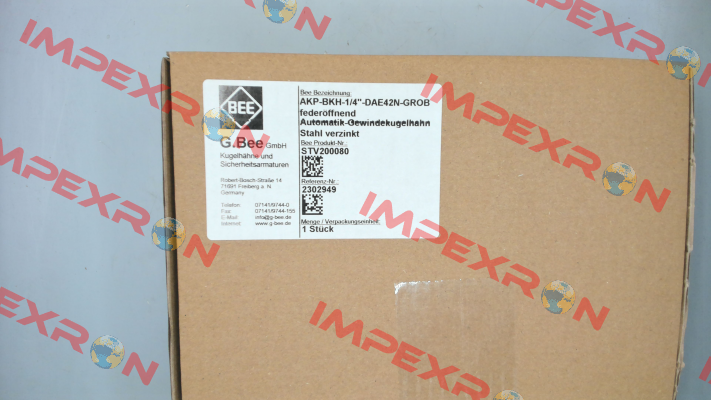 BEE
G.Bee GmbH
Kugelhähne und
Sicherheitsarmaturen
Robert-Bosch-Straße 14
71691 Freiberg a. N
Germany
Telefon: 07141/9744-0
Fax: 07141/9744-155
E-Mail: info@g-bee.de
Internet: www.g-bee.de
Bee Bezeichnung:
AKP-BKH-1/4"-DAE42N-GROB
federöffnend
Automatik-Gewindekugelhahn
Stahl verzinkt
Bee Produkt-Nr.:
STV200080
Referenz-Nr.:
2302949
Menge / Verpackungseinheit:
1 Stück
IMPEXRON
IMPEXRON
IMPEXRON
IMPEXRON
IMPEXRON
IMPEXRON